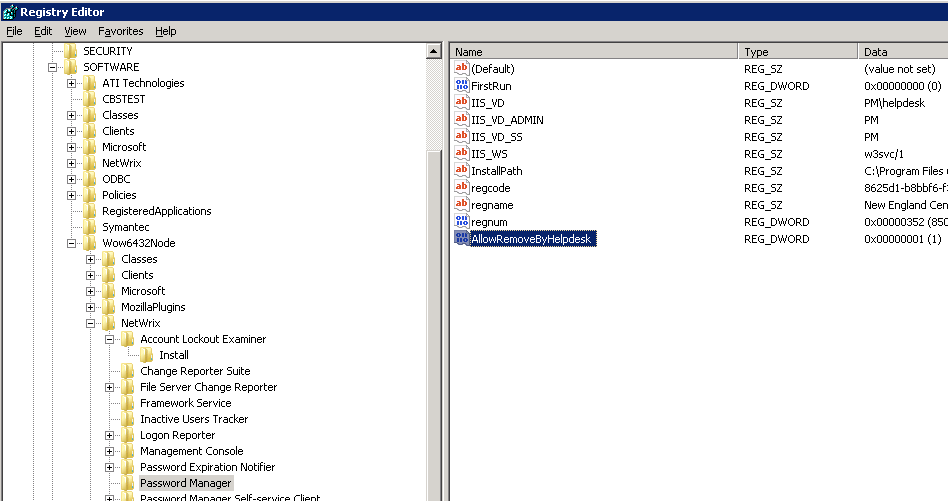 Registry Editor
File Edit View Favorites Help
SECURITY
SOFTWARE
ATI Technologies
CBSTEST
Classes
Clients
Microsoft
NetWrix
ODBC
Policies
RegisteredApplications
Symantec
Wow6432Node
Classes
Clients
Microsoft
MozillaPlugins
NetWrix
Account Lockout Examiner
Install
Change Reporter Suite
File Server Change Reporter
Framework Service
Inactive Users Tracker
Logon Reporter
Management Console
Password Expiration Notifier
Password Manager
Password Manager Self-service Client
Name Type Data
(Default) REG_SZ (value not set)
FirstRun REG_DWORD 0x00000000 (0)
IIS_VD REG_SZ PM\helpdesk
IIS_VD_ADMIN REG_SZ PM
IIS_VD_SS REG_SZ PM
IIS_WS REG_SZ w3svc/1
InstallPath REG_SZ C:\Program Files
regcode REG_SZ 8625d1-b8bbf6-f
regname REG_SZ New England Cen
regnum REG_DWORD 0x00000352 (850
AllowRemoveByHelpdesk REG_DWORD 0x00000001 (1)